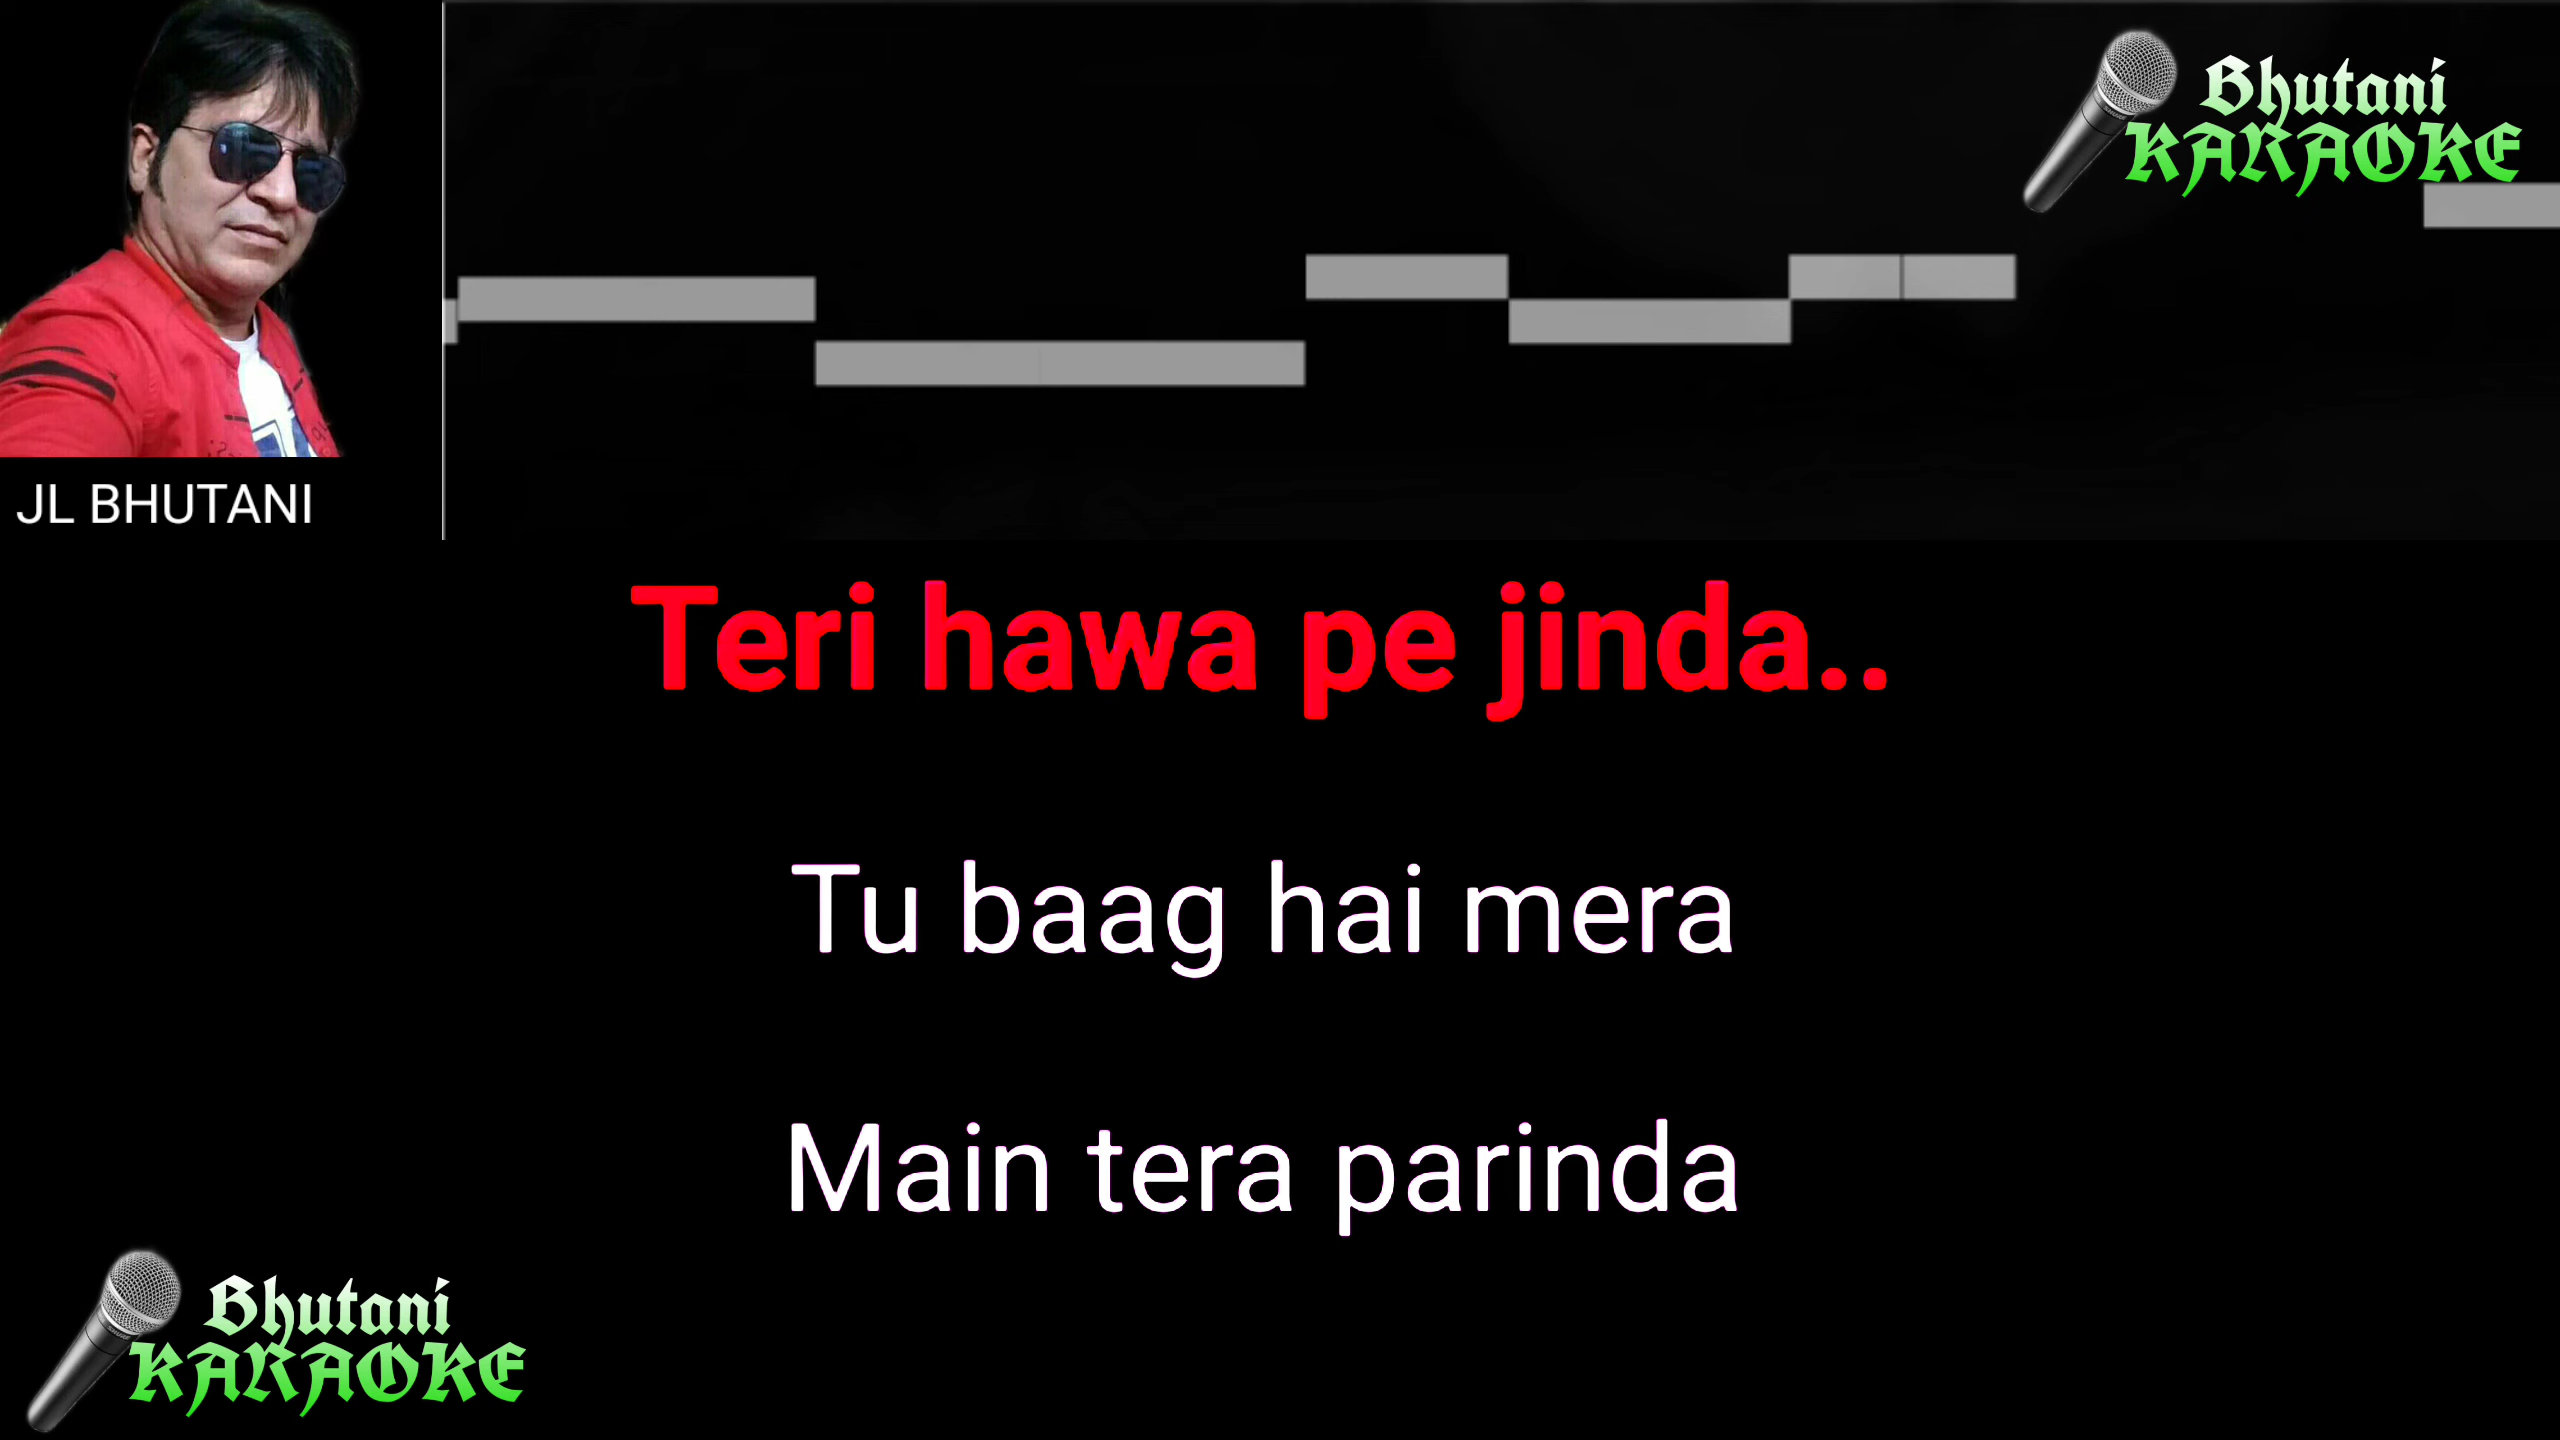 Bhutani
KARAOKE
JL BHUTANI
Teri hawa pe jinda..
Tu baag hai mera
Main tera parinda
Bhutani
KARAOKE